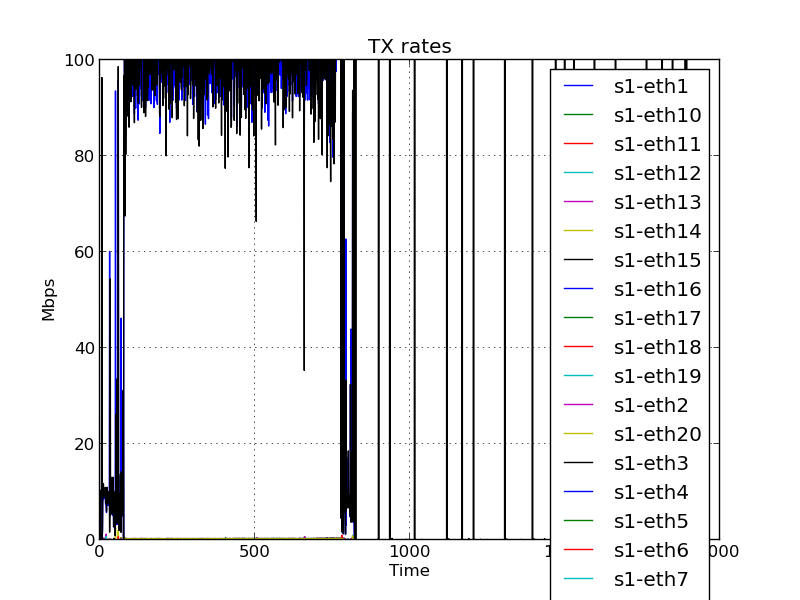 TX rates
100
80
60
40
20
0
Mbps
0
500
1000
1
000
Time
s1-eth1
s1-eth10
s1-eth11
s1-eth12
s1-eth13
s1-eth14
s1-eth15
s1-eth16
s1-eth17
s1-eth18
s1-eth19
s1-eth2
s1-eth20
s1-eth3
s1-eth4
s1-eth5
s1-eth6
s1-eth7